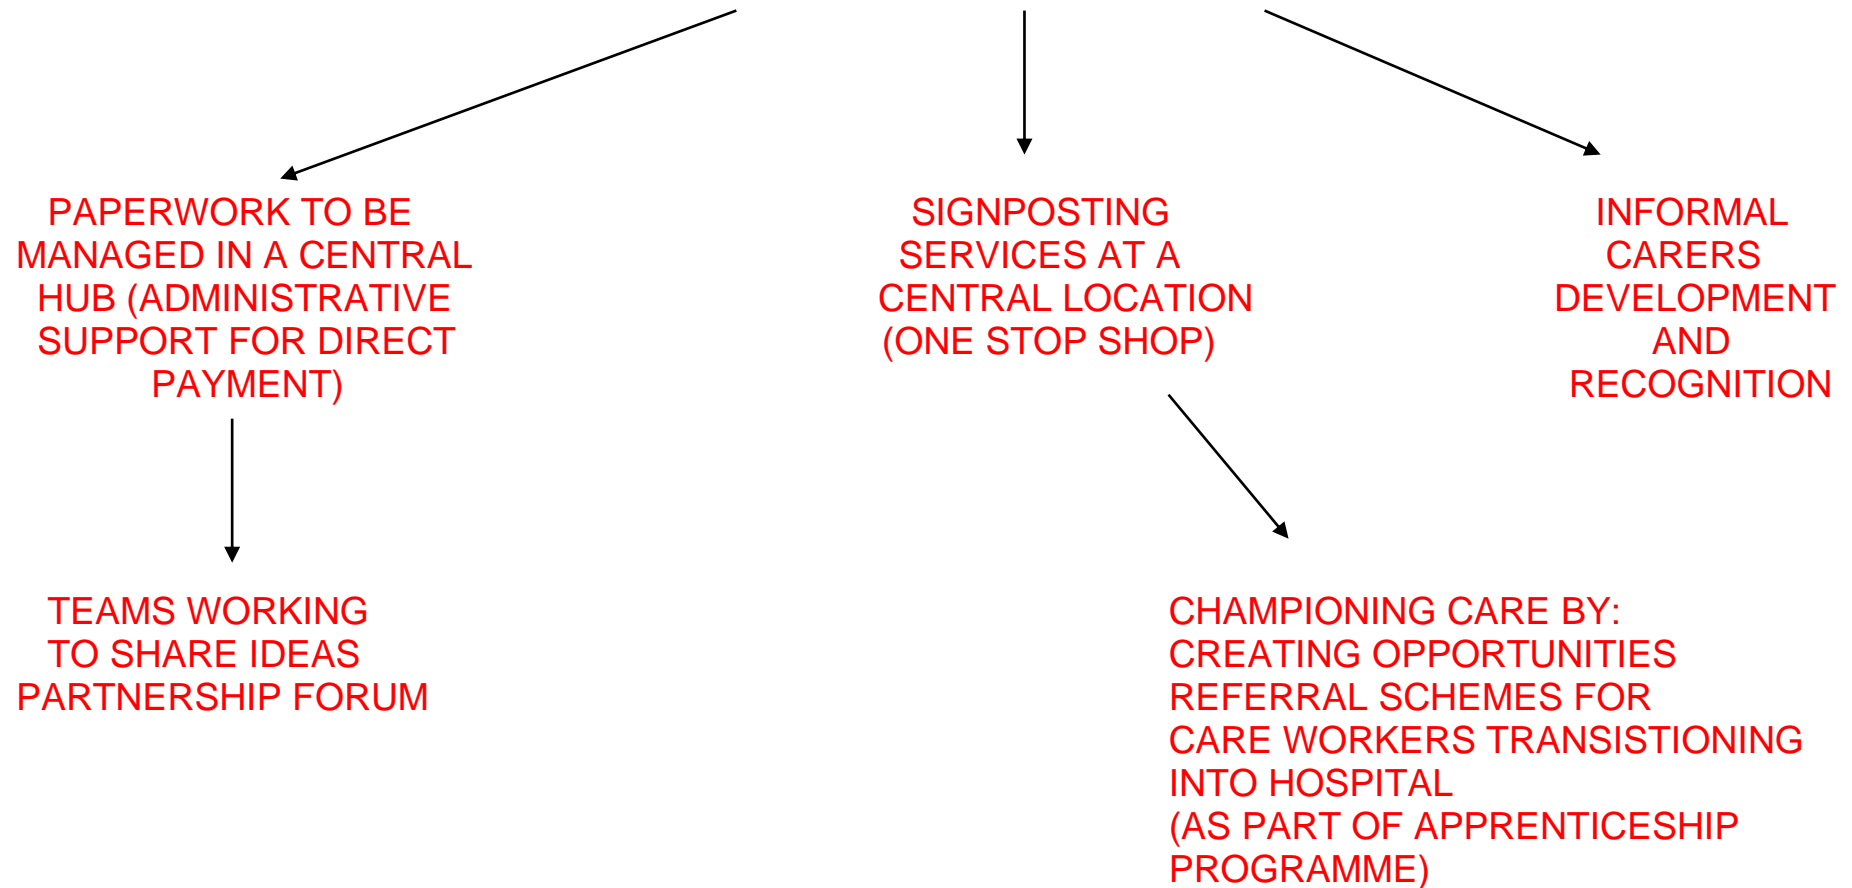 PAPERWORK TO BE
MANAGED IN A CENTRAL
HUB (ADMINISTRATIVE
SUPPORT FOR DIRECT
PAYMENT)
SIGNPOSTING
SERVICES AT A
CENTRAL LOCATION
(ONE STOP SHOP)
INFORMAL
CARERS
DEVELOPMENT
AND
RECOGNITION
TEAMS WORKING
TO SHARE IDEAS
PARTNERSHIP FORUM
CHAMPIONING CARE BY:
CREATING OPPORTUNITIES
REFERRAL SCHEMES FOR
CARE WORKERS TRANSISTIONING
INTO HOSPITAL
(AS PART OF APPRENTICESHIP
PROGRAMME)